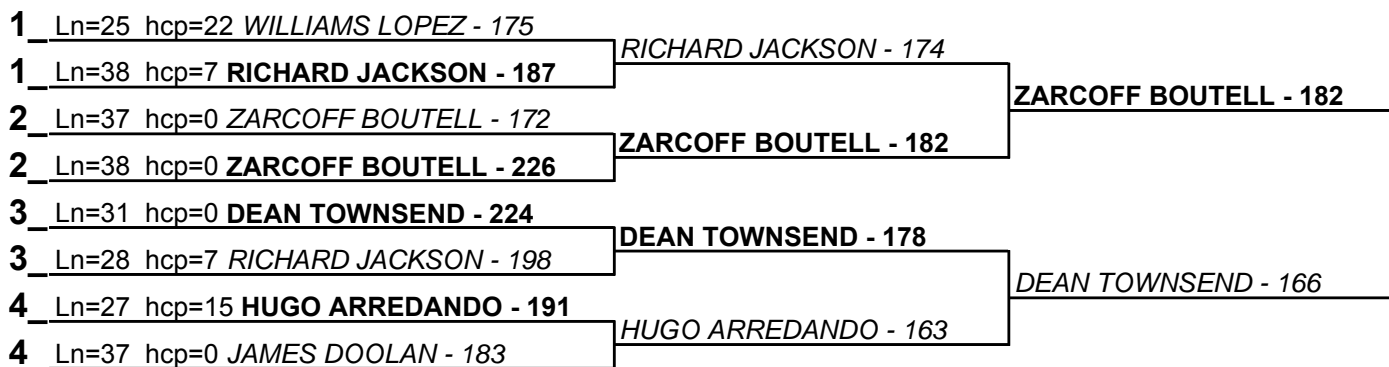 1_ Ln=25 hcp=22 WILLIAMS LOPEZ - 175
RICHARD JACKSON - 174
1_ Ln=38 hcp=7 RICHARD JACKSON - 187
ZARCOFF BOUTELL - 182
2_ Ln=37 hcp=0 ZARCOFF BOUTELL - 172
ZARCOFF BOUTELL - 182
2_ Ln=38 hcp=0 ZARCOFF BOUTELL - 226
3_ Ln=31 hcp=0 DEAN TOWNSEND - 224
DEAN TOWNSEND - 178
3_ Ln=28 hcp=7 RICHARD JACKSON - 198
DEAN TOWNSEND - 166
4_ Ln=27 hcp=15 HUGO ARREDANDO - 191
HUGO ARREDANDO - 163
4 Ln=37 hcp=0 JAMES DOOLAN - 183